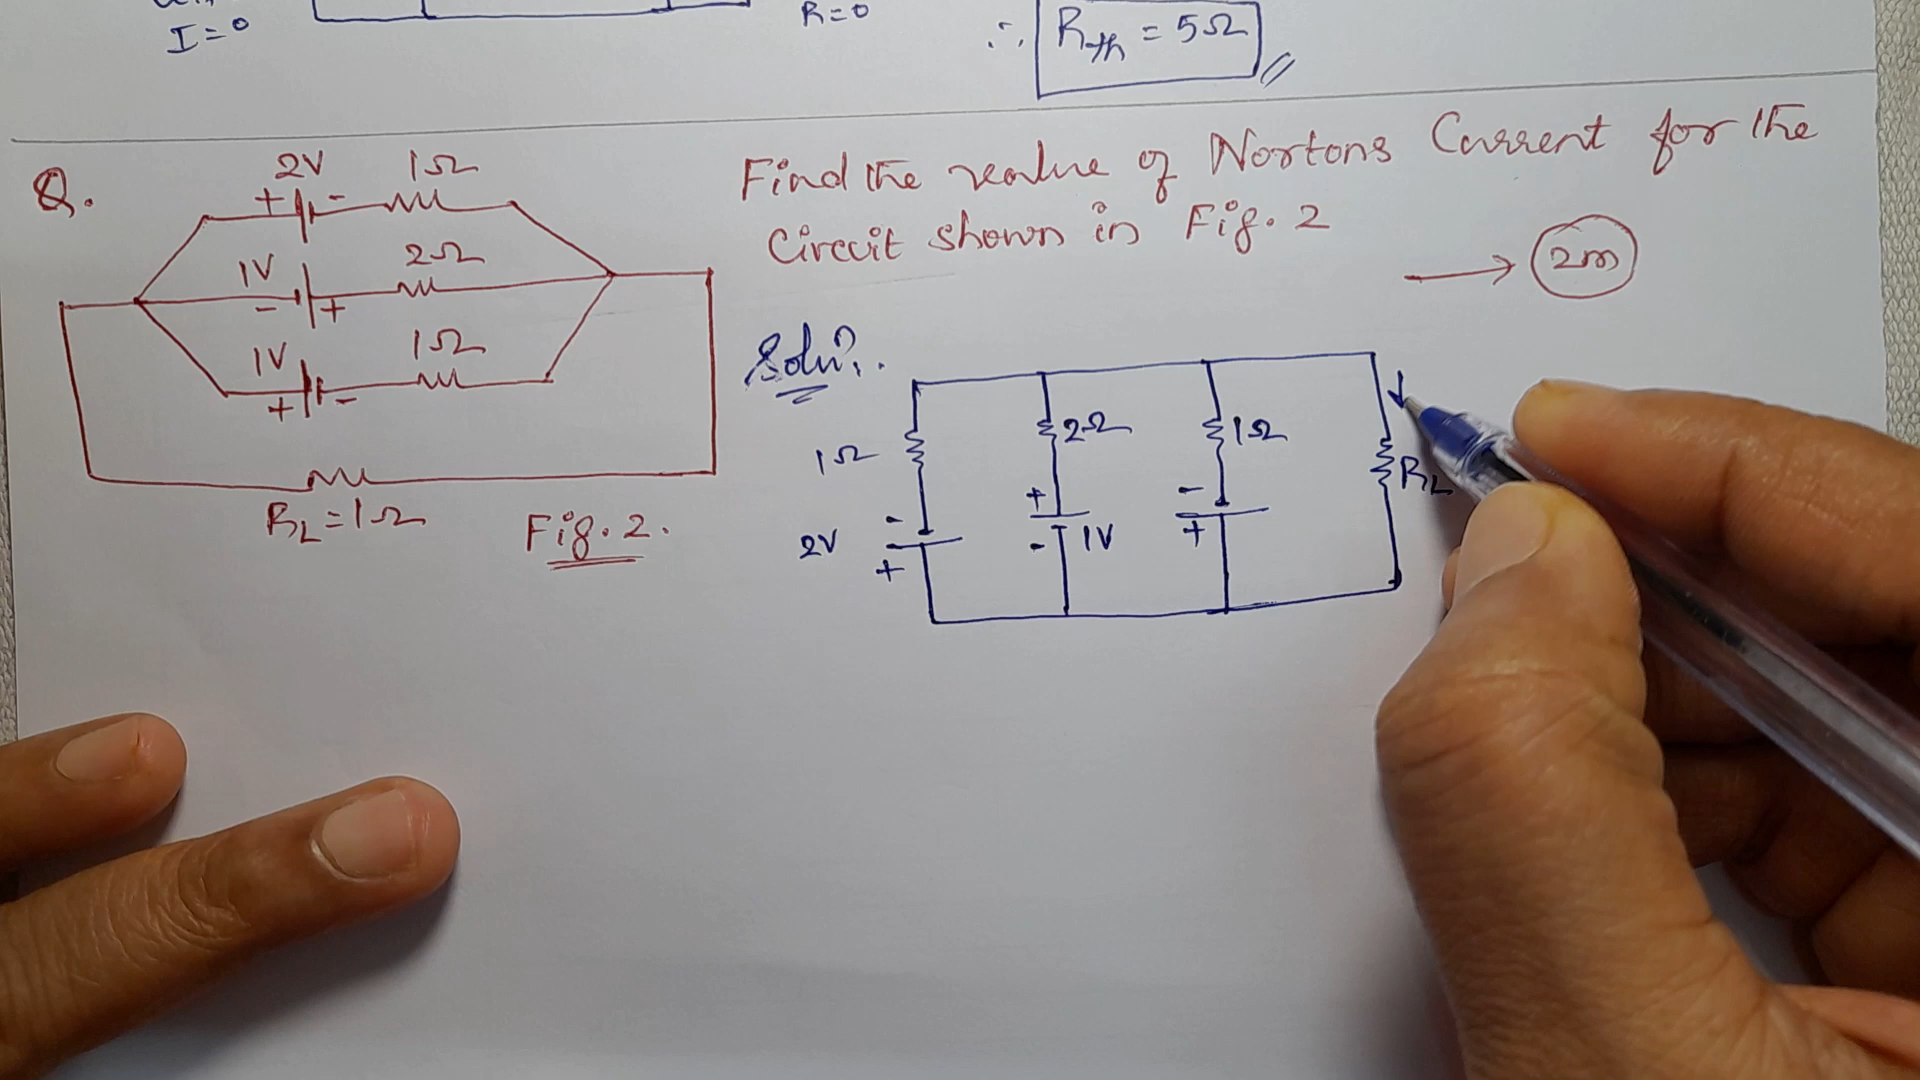 I=0
R=0
∴ Rth = 5Ω
Q.
2V 1Ω
+ -
1V 2Ω
- +
1V 1Ω
+ -
RL=1Ω
Fig. 2.
Find the value of Nortons Current for the
Circuit shown in Fig. 2
→ 2m
Soln:.
1Ω 2Ω 1Ω RL
- + -
2V - 1V +
+